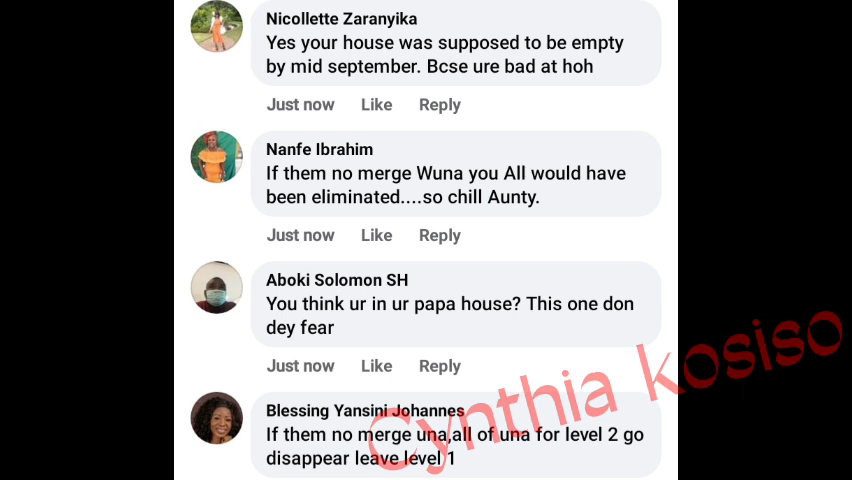 Nicollette Zaranyika
Yes your house was supposed to be empty
by mid september. Bcse ure bad at hoh
Just now Like Reply
Nanfe Ibrahim
If them no merge Wuna you All would have
been eliminated....so chill Aunty.
Just now Like Reply
Aboki Solomon SH
You think ur in ur papa house? This one don
dey fear
Just now Like Reply
Blessing Yansini Johannes
If them no merge una,all of una for level 2 go
disappear leave level 1
Cynthia kosiso